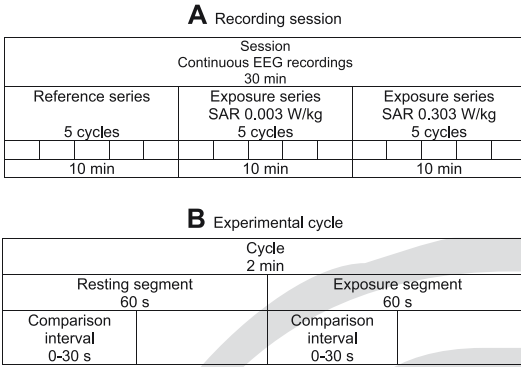 A Recording session
Session
Continuous EEG recordings
30 min
Reference series
5 cycles
Exposure series
SAR 0.003 W/kg
5 cycles
Exposure series
SAR 0.303 W/kg
5 cycles
10 min
10 min
10 min
B Experimental cycle
Cycle
2 min
Resting segment
60 s
Exposure segment
60 s
Comparison
interval
0-30 s
Comparison
interval
0-30 s